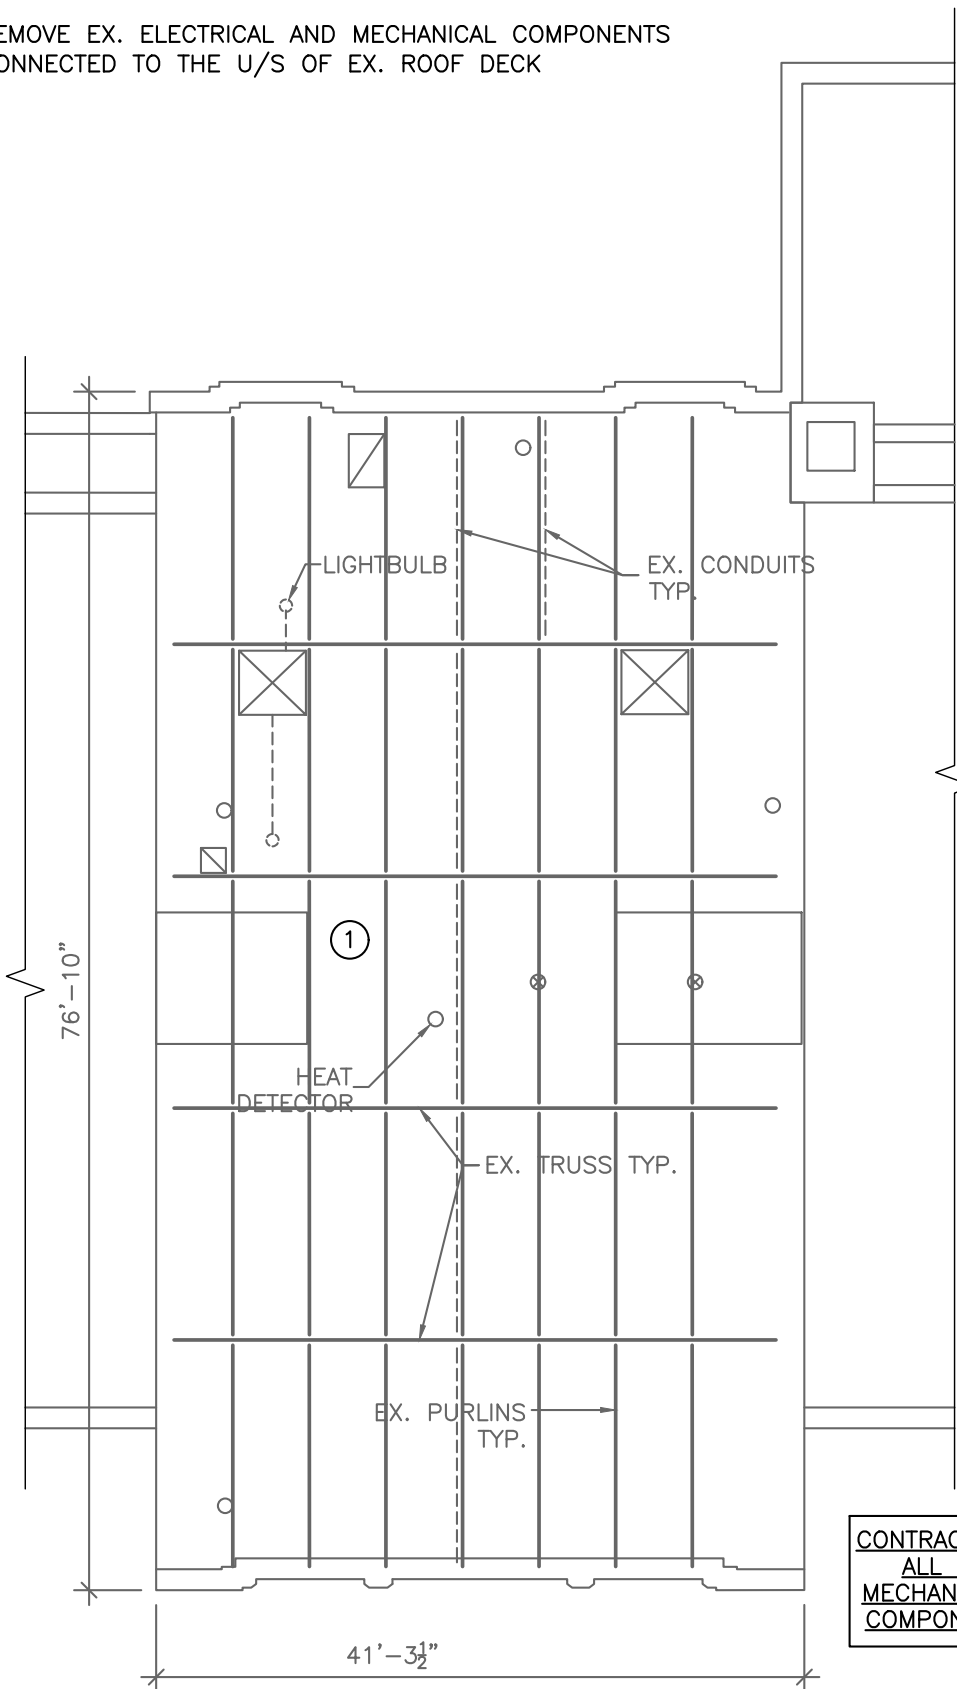 EMOVE EX. ELECTRICAL AND MECHANICAL COMPONENTS
ONNECTED TO THE U/S OF EX. ROOF DECK
LIGHTBULB
EX. CONDUITS
TYP.
1
76'-10"
HEAT
DETECTOR
EX. TRUSS TYP.
EX. PURLINS
TYP.
CONTRAC
ALL
MECHAN
COMPON
41'-3½"